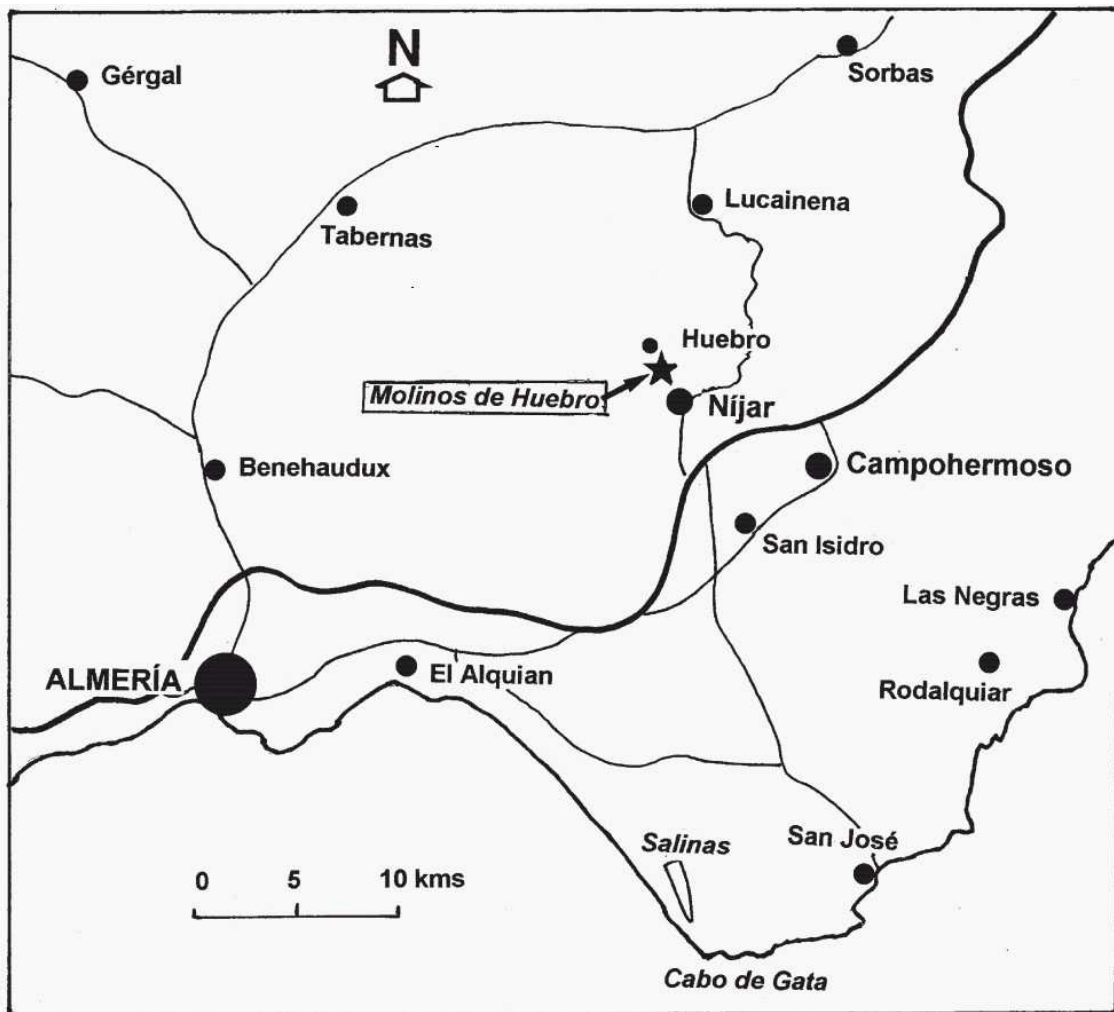 N
Gérgal
Sorbas
Lucainena
Tabernas
Huebro
Molinos de Huebro
Níjar
Campohermoso
Benehaudux
San Isidro
Las Negras
El Alquian
ALMERÍA
Rodalquiar
San José
Salinas
0 5 10 kms
Cabo de Gata